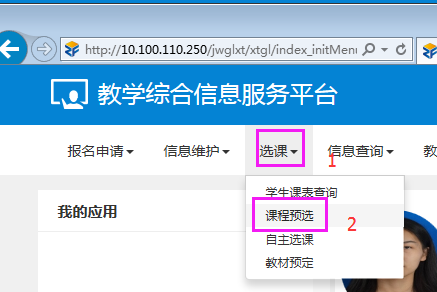 http://10.100.110.250/jwglxt/xtgl/index_initMen
教学综合信息服务平台
报名申请 信息维护 选课 1 信息查询 教
学生课表查询
我的应用 课程预选 2
自主选课
教材预定